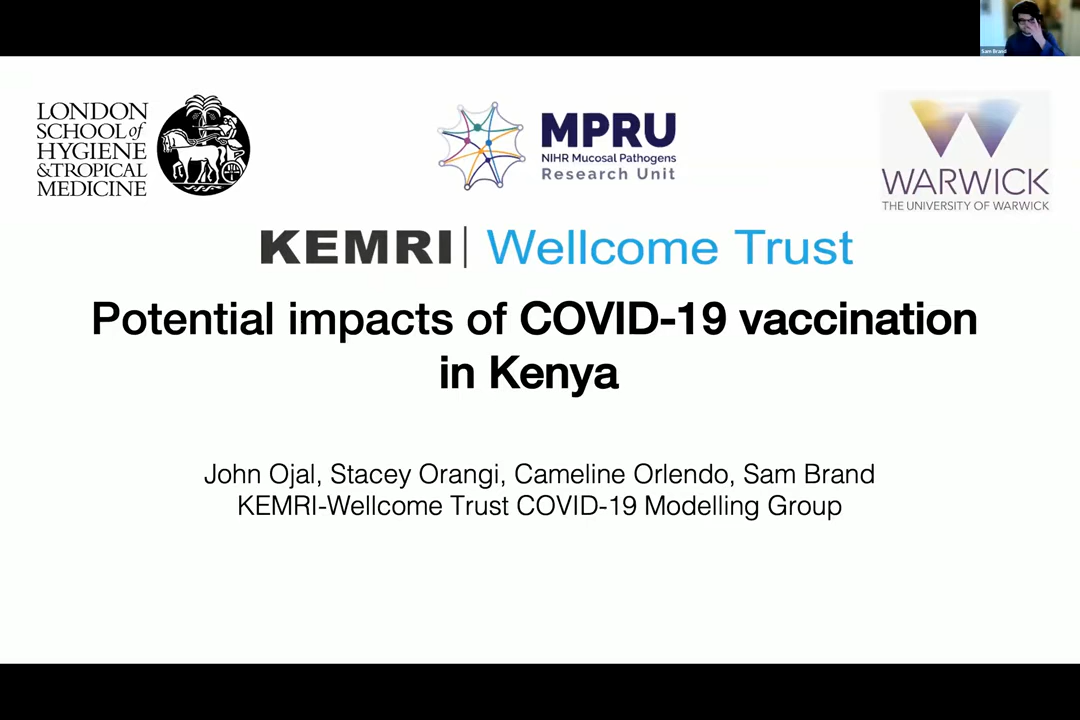 Sam Brand
LONDON
SCHOOL of
HYGIENE
& TROPICAL
MEDICINE
MPRU
NIHR Mucosal Pathogens
Research Unit
WARWICK
THE UNIVERSITY OF WARWICK
KEMRI | Wellcome Trust
Potential impacts of COVID-19 vaccination
in Kenya
John Ojal, Stacey Orangi, Cameline Orlendo, Sam Brand
KEMRI-Wellcome Trust COVID-19 Modelling Group